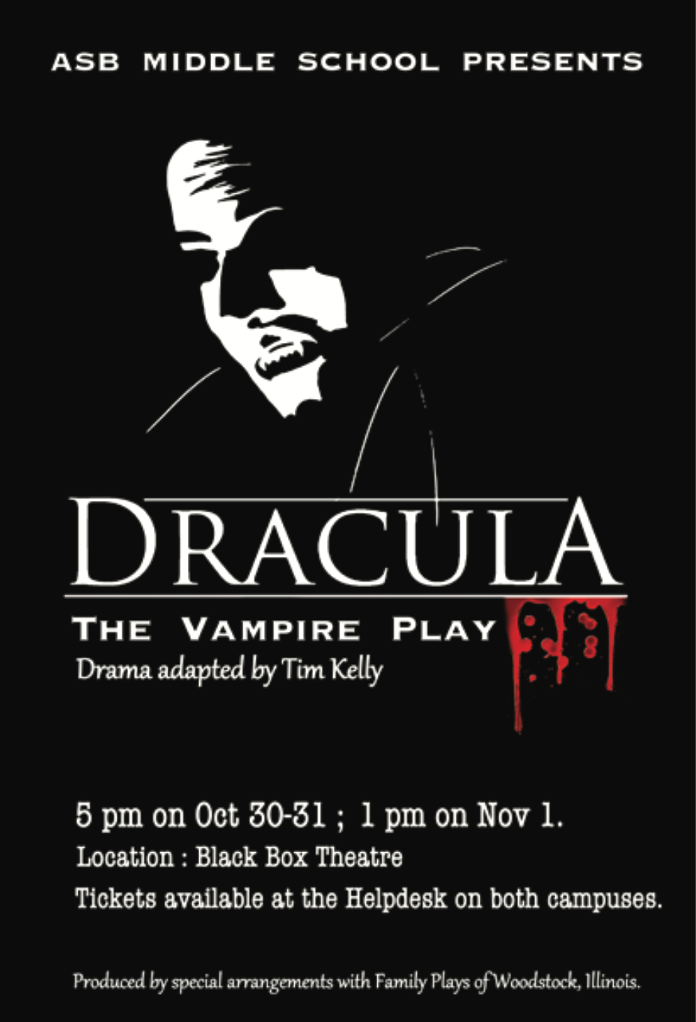 ASB MIDDLE SCHOOL PRESENTS
DRACULA
THE VAMPIRE PLAY
Drama adapted by Tim Kelly
5 pm on Oct 30-31 ; 1 pm on Nov 1.
Location : Black Box Theatre
Tickets available at the Helpdesk on both campuses.
Produced by special arrangements with Family Plays of Woodstock, Illinois.